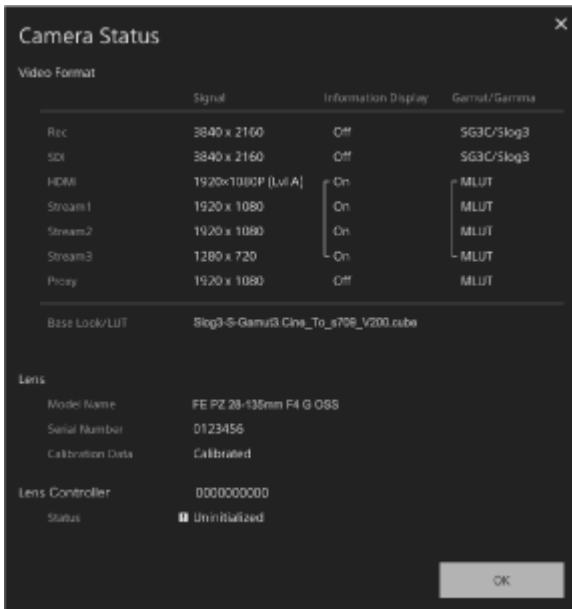 Camera Status
Video Format
Signal Information Display Gamut/Gamma
Rec 3840 x 2160 Off SG3C/Slog3
SDI 3840 x 2160 Off SG3C/Slog3
HDMI 1920×1080P (Lvl A) On MLUT
Stream1 1920 x 1080 On MLUT
Stream2 1920 x 1080 On MLUT
Stream3 1280 x 720 On MLUT
Proxy 1920 x 1080 Off MLUT
Base Look/LUT Slog3-S-Gamut3.Cine_To_s709_V200.cube
Lens
Model Name FE PZ 28-135mm F4 G OSS
Serial Number 0123456
Calibration Data Calibrated
Lens Controller 0000000000
Status Uninitialized
OK